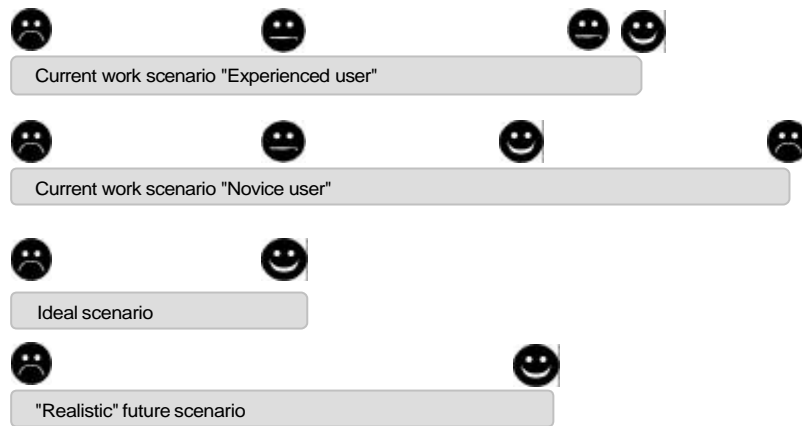 Current work scenario "Experienced user"
Current work scenario "Novice user"
Ideal scenario
"Realistic" future scenario